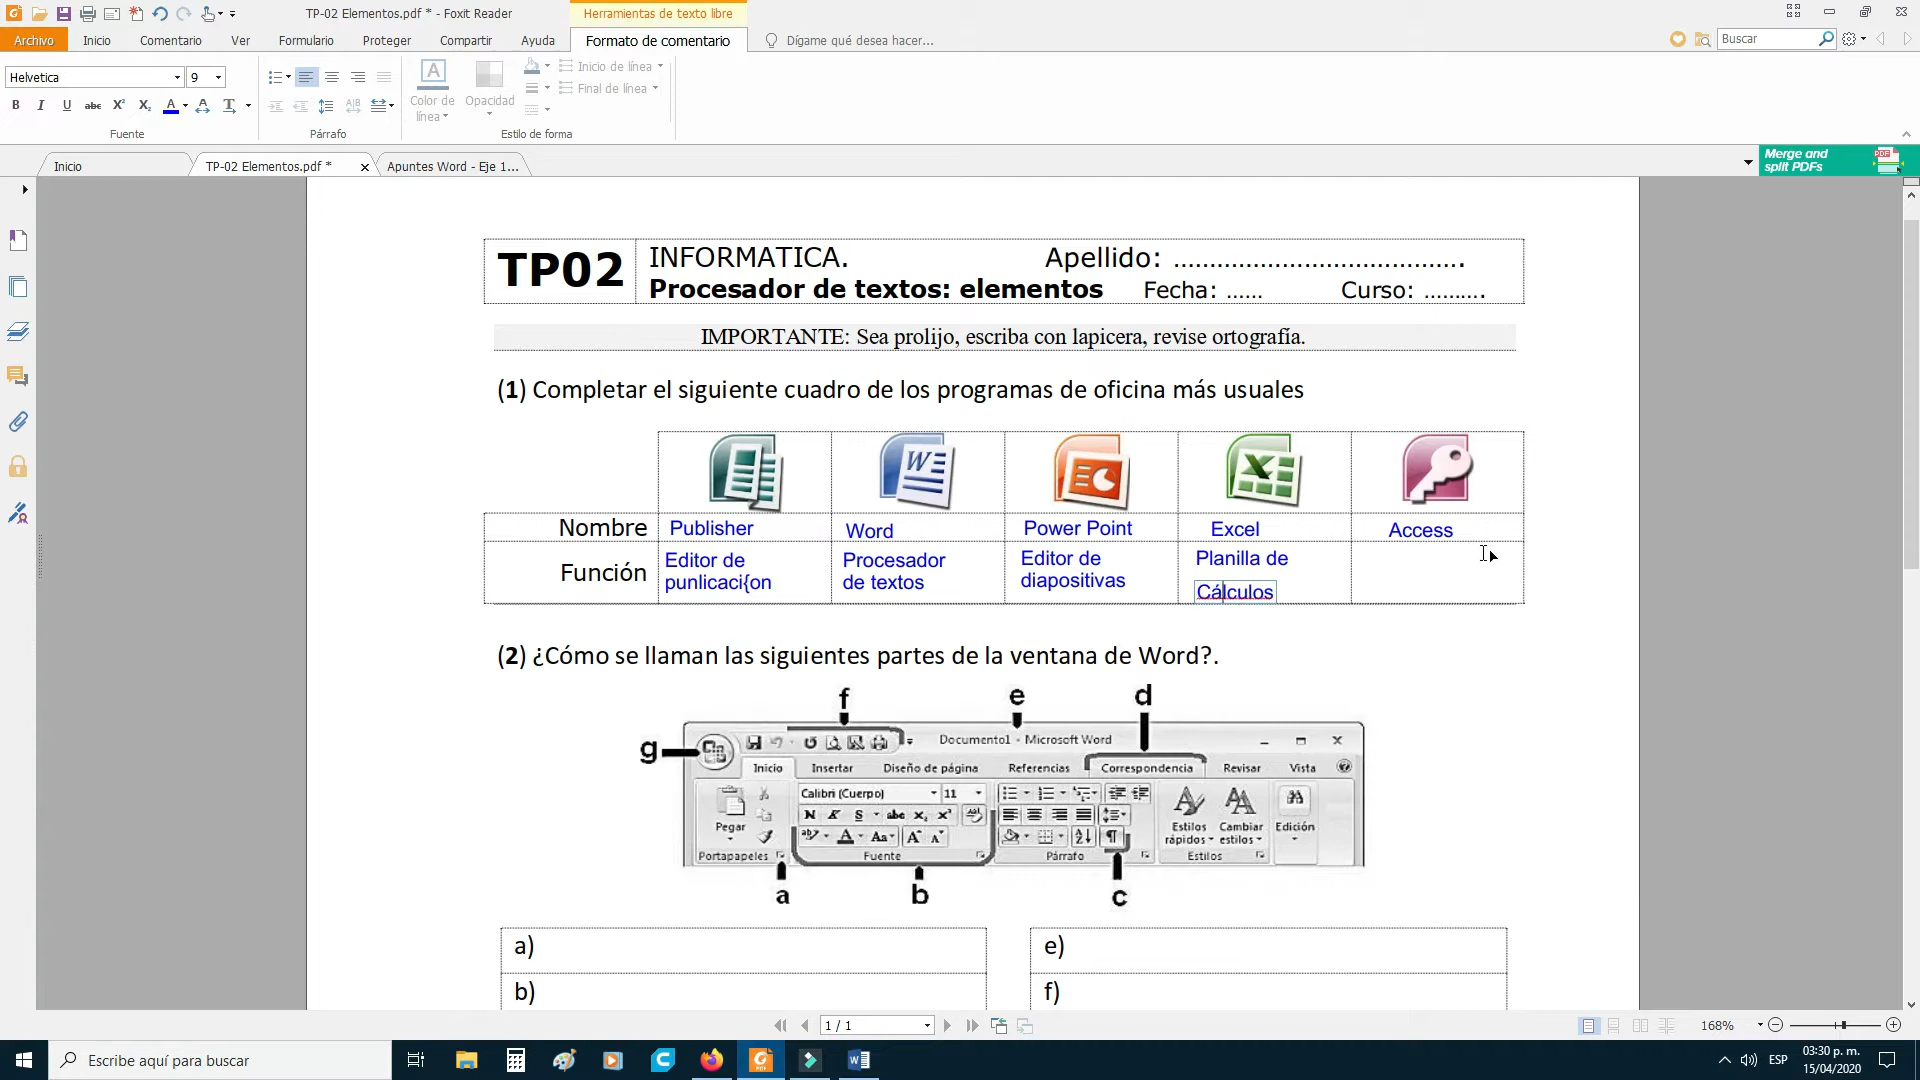 TP-02 Elementos.pdf * - Foxit Reader
Herramientas de texto libre
Archivo Inicio Comentario Ver Formulario Proteger Compartir Ayuda Formato de comentario Dígame qué desea hacer... Buscar
Helvetica 9
Inicio de línea
Final de línea
Color de línea
Opacidad
Fuente Párrafo Estilo de forma
Inicio TP-02 Elementos.pdf * Apuntes Word - Eje 1...
Merge and
split PDFs
TP02
INFORMATICA. Apellido: ........................................
Procesador de textos: elementos Fecha: ...... Curso: ..........
IMPORTANTE: Sea prolijo, escriba con lapicera, revise ortografía.
(1) Completar el siguiente cuadro de los programas de oficina más usuales
Nombre Publisher Word Power Point Excel Access
Función
Editor de
punlicaci{on
Procesador
de textos
Editor de
diapositivas
Planilla de
Cálculos
(2) ¿Cómo se llaman las siguientes partes de la ventana de Word?.
f e d
g
Documento1 - Microsoft Word
Inicio Insertar Diseño de página Referencias Correspondencia Revisar Vista
Calibri (Cuerpo) 11
Pegar
Estilos rápidos
Cambiar estilos
Edición
Portapapeles Fuente Párrafo Estilos
a b c
a) e)
b) f)
1 / 1
168%
Escribe aquí para buscar
ESP
03:30 p. m.
15/04/2020